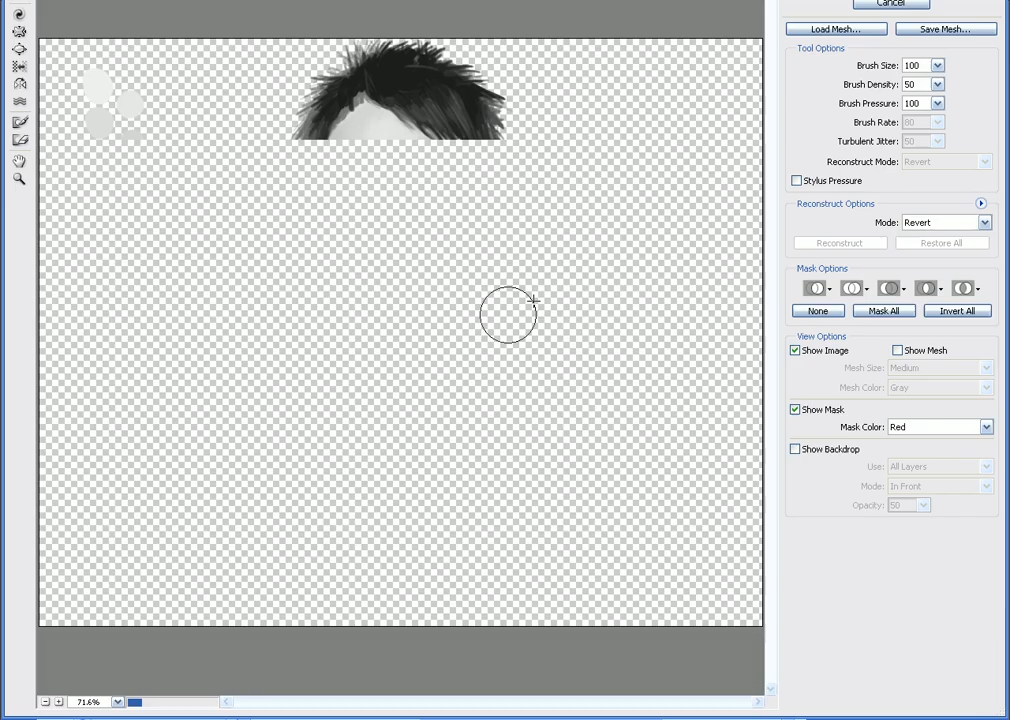 Cancel
Load Mesh... Save Mesh...
Tool Options
Brush Size: 100
Brush Density: 50
Brush Pressure: 100
Brush Rate: 80
Turbulent Jitter: 50
Reconstruct Mode: Revert
Stylus Pressure
Reconstruct Options
Mode: Revert
Reconstruct Restore All
Mask Options
None Mask All Invert All
View Options
Show Image Show Mesh
Mesh Size: Medium
Mesh Color: Gray
Show Mask
Mask Color: Red
Show Backdrop
Use: All Layers
Mode: In Front
Opacity: 50
71.6%